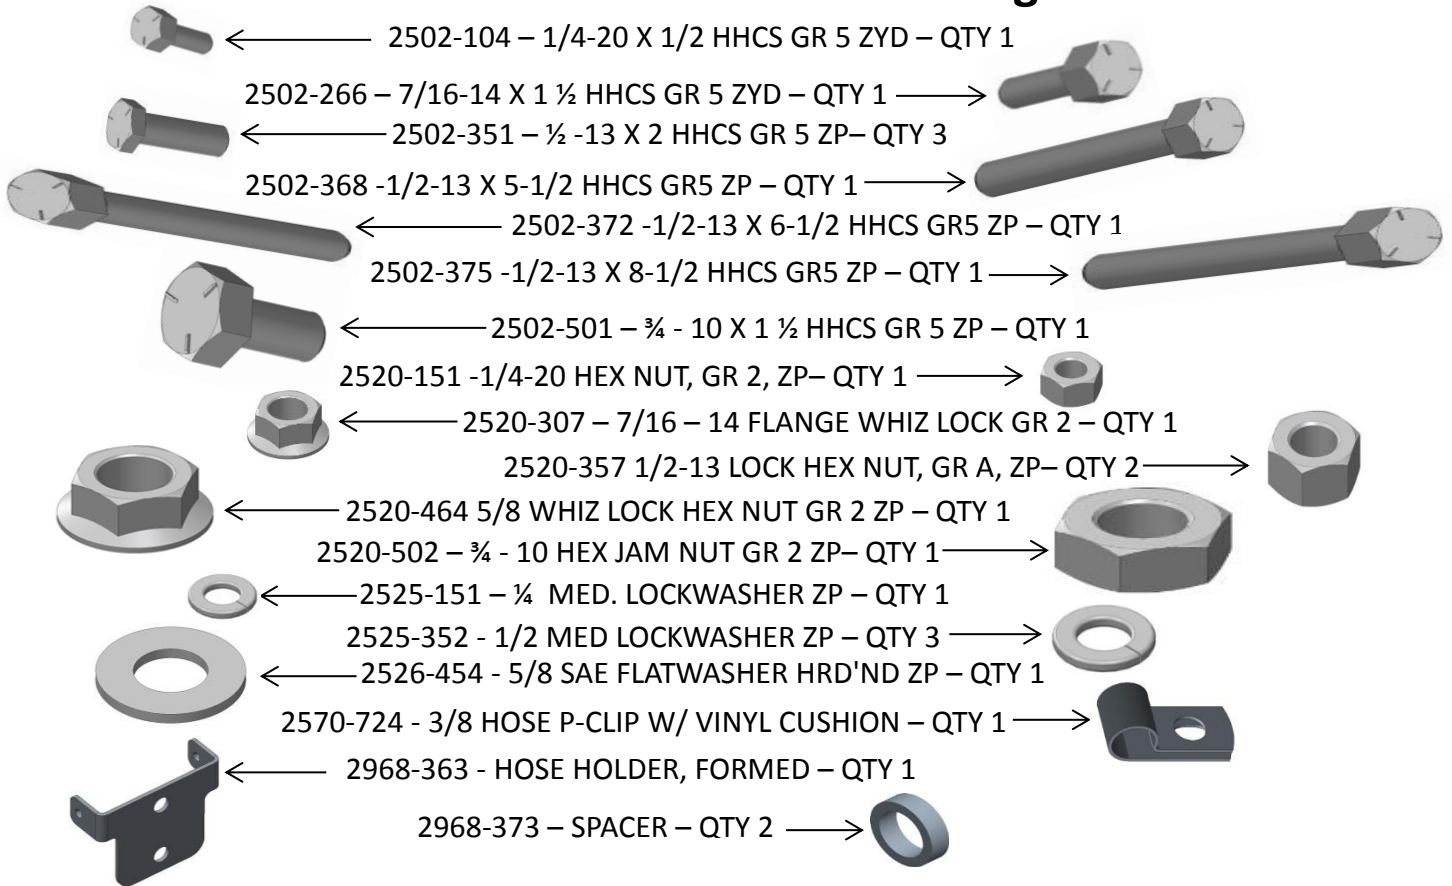 2502-104 – 1/4-20 X 1/2 HHCS GR 5 ZYD – QTY 1
2502-266 – 7/16-14 X 1 ½ HHCS GR 5 ZYD – QTY 1
2502-351 – ½ -13 X 2 HHCS GR 5 ZP– QTY 3
2502-368 -1/2-13 X 5-1/2 HHCS GR5 ZP – QTY 1
2502-372 -1/2-13 X 6-1/2 HHCS GR5 ZP – QTY 1
2502-375 -1/2-13 X 8-1/2 HHCS GR5 ZP – QTY 1
2502-501 – ¾ - 10 X 1 ½ HHCS GR 5 ZP – QTY 1
2520-151 -1/4-20 HEX NUT, GR 2, ZP– QTY 1
2520-307 – 7/16 – 14 FLANGE WHIZ LOCK GR 2 – QTY 1
2520-357 1/2-13 LOCK HEX NUT, GR A, ZP– QTY 2
2520-464 5/8 WHIZ LOCK HEX NUT GR 2 ZP – QTY 1
2520-502 – ¾ - 10 HEX JAM NUT GR 2 ZP– QTY 1
2525-151 – ¼ MED. LOCKWASHER ZP – QTY 1
2525-352 - 1/2 MED LOCKWASHER ZP – QTY 3
2526-454 - 5/8 SAE FLATWASHER HRD'ND ZP – QTY 1
2570-724 - 3/8 HOSE P-CLIP W/ VINYL CUSHION – QTY 1
2968-363 - HOSE HOLDER, FORMED – QTY 1
2968-373 – SPACER – QTY 2